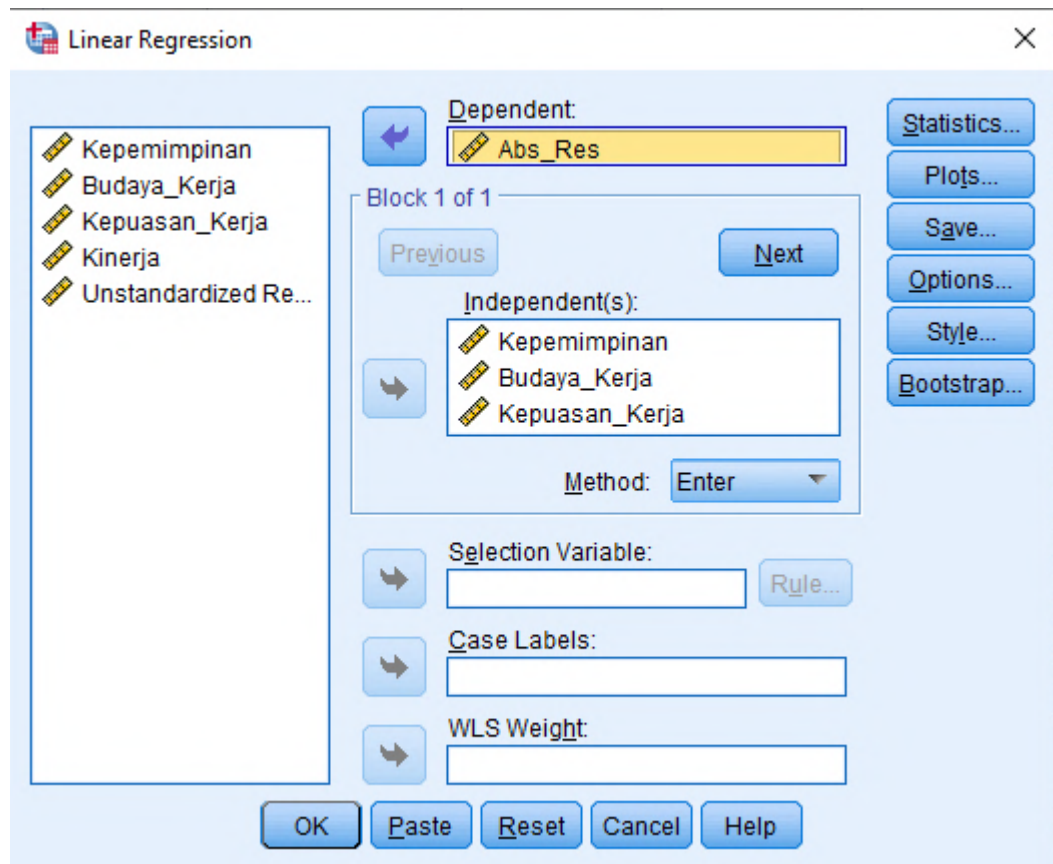 Linear Regression
Kepemimpinan
Budaya_Kerja
Kepuasan_Kerja
Kinerja
Unstandardized Re...
Dependent:
Abs_Res
Block 1 of 1
Previous
Next
Independent(s):
Kepemimpinan
Budaya_Kerja
Kepuasan_Kerja
Method: Enter
Selection Variable:
Rule...
Case Labels:
WLS Weight:
Statistics...
Plots...
Save...
Options...
Style...
Bootstrap...
OK Paste Reset Cancel Help